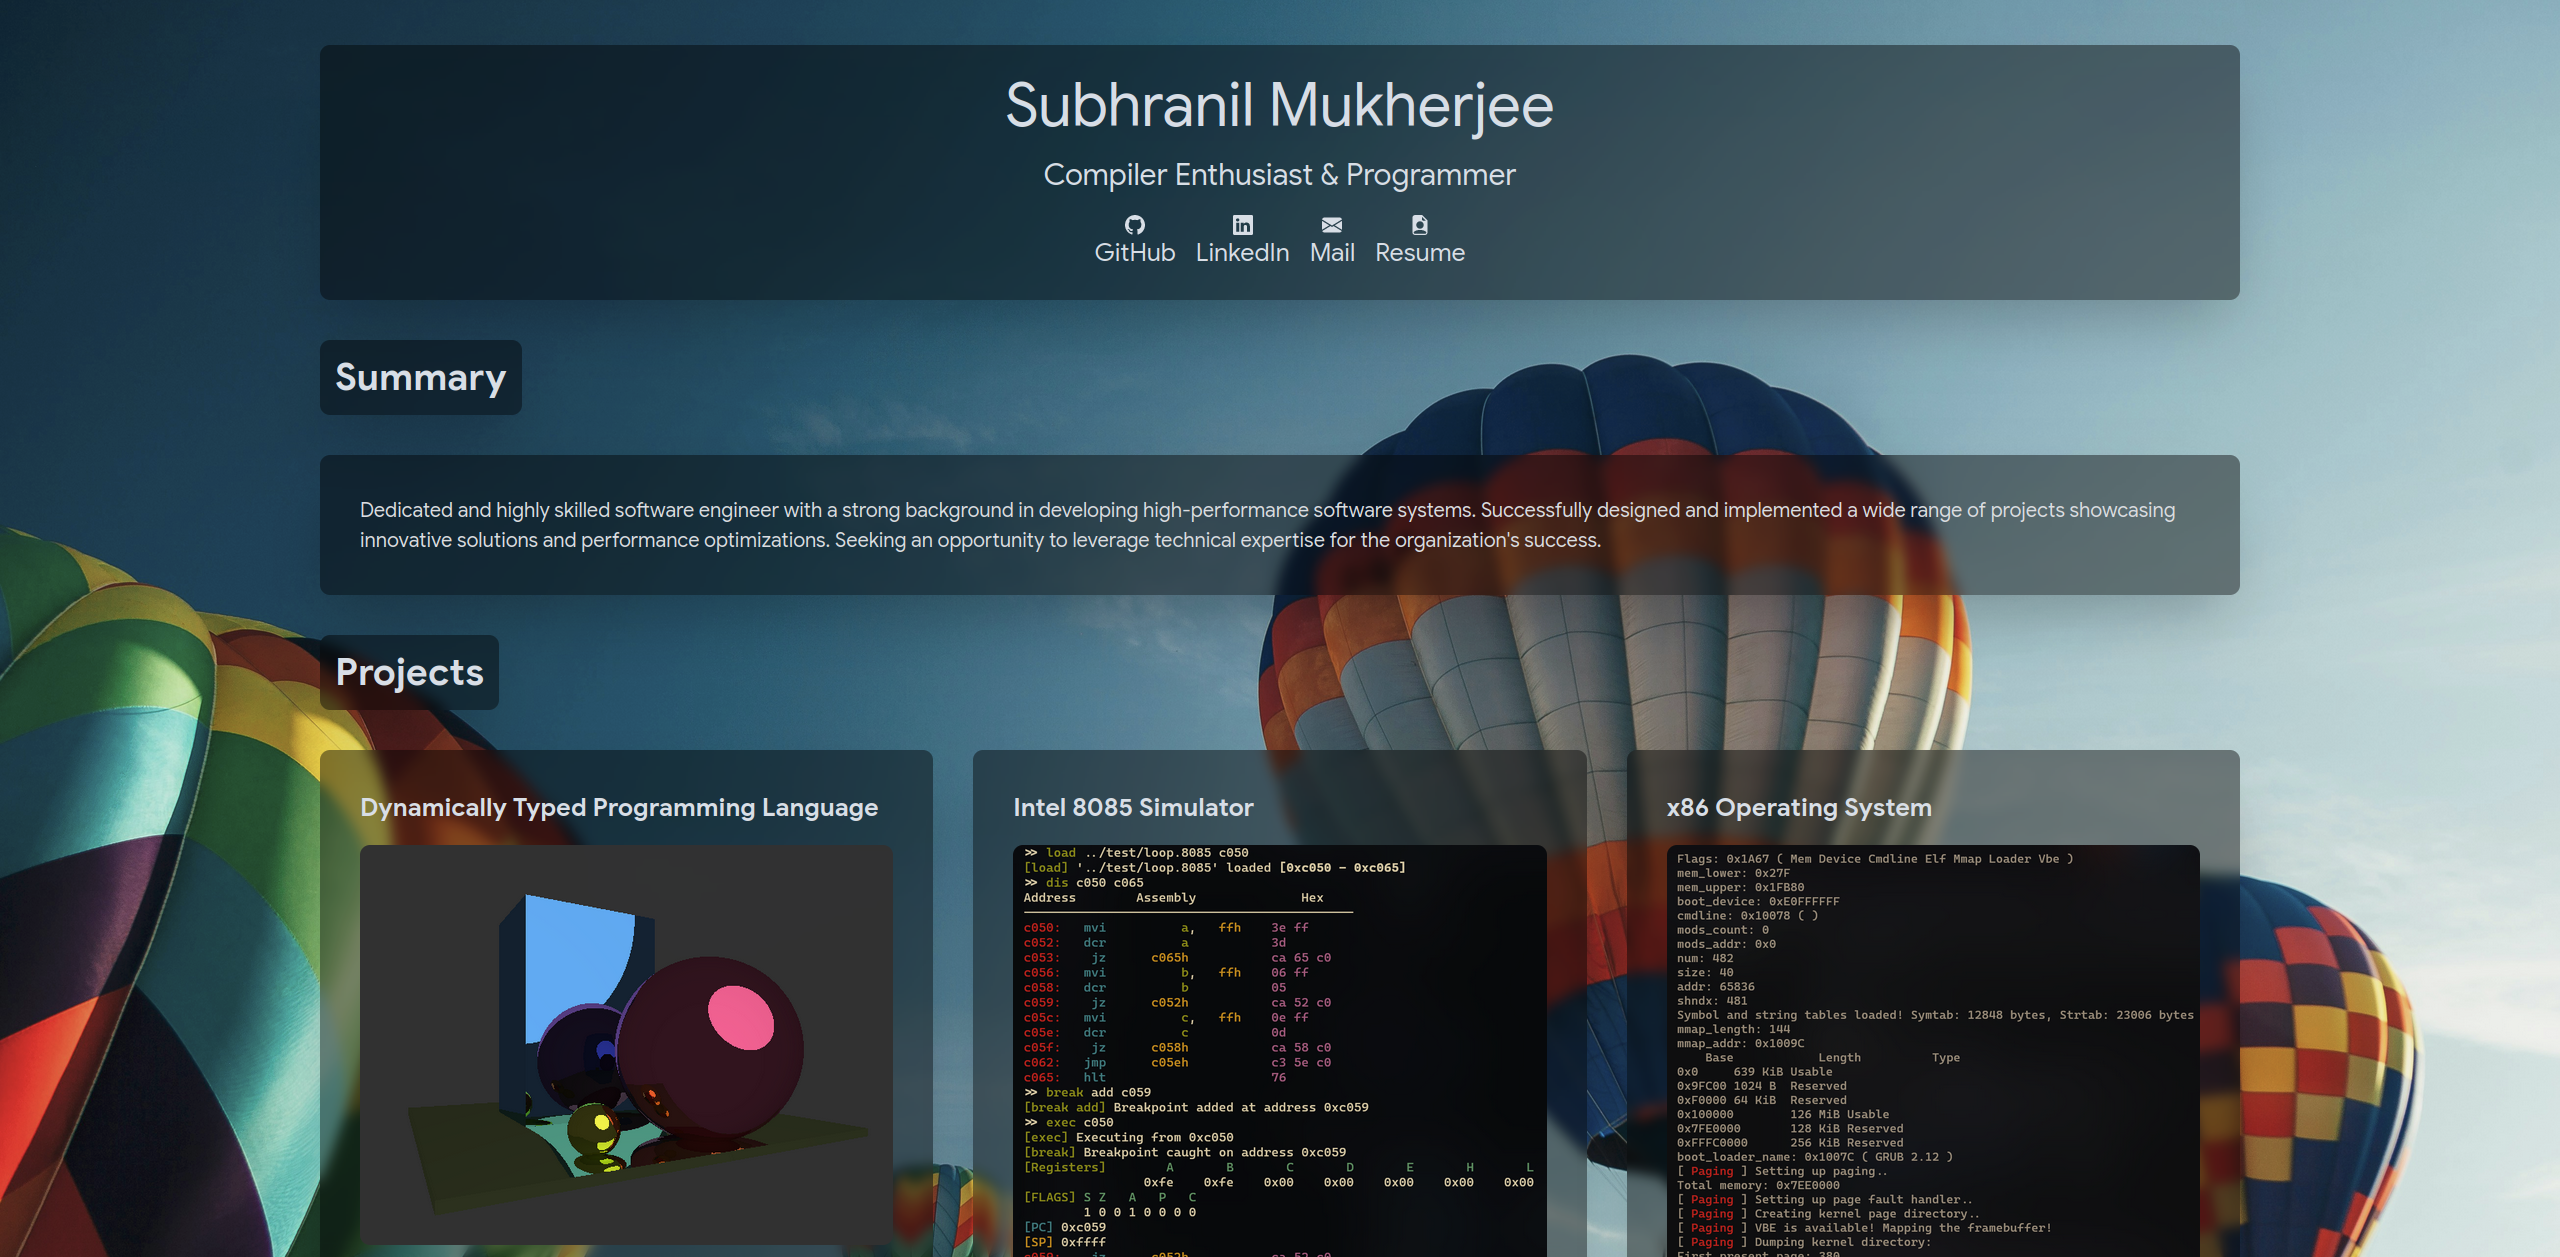 Subhranil Mukherjee
Compiler Enthusiast & Programmer
GitHub LinkedIn Mail Resume
Summary
Dedicated and highly skilled software engineer with a strong background in developing high-performance software systems. Successfully designed and implemented a wide range of projects showcasing
innovative solutions and performance optimizations. Seeking an opportunity to leverage technical expertise for the organization's success.
Projects
Dynamically Typed Programming Language
Intel 8085 Simulator
>> load ../test/loop.8085 c050
[load] '../test/loop.8085' loaded [0xc050 - 0xc065]
>> dis c050 c065
Address Assembly Hex
c050: mvi a, ffh 3e ff
c052: dcr a 3d
c053: jz c065h ca 65 c0
c056: mvi b, ffh 06 ff
c058: dcr b 05
c059: jz c052h ca 52 c0
c05c: mvi c, ffh 0e ff
c05e: dcr c 0d
c05f: jz c058h ca 58 c0
c062: jmp c05eh c3 5e c0
c065: hlt 76
>> break add c059
[break add] Breakpoint added at address 0xc059
>> exec c050
[exec] Executing from 0xc050
[break] Breakpoint caught on address 0xc059
[Registers] A B C D E H L
0xfe 0xfe 0x00 0x00 0x00 0x00 0x00
[FLAGS] S Z A P C
1 0 0 1 0 0 0 0
[PC] 0xc059
[SP] 0xffff
c059: jz c052h ca 52 c0
x86 Operating System
Flags: 0x1A67 ( Mem Device Cmdline Elf Mmap Loader Vbe )
mem_lower: 0x27F
mem_upper: 0x1FB80
boot_device: 0xE0FFFFFF
cmdline: 0x10078 ( )
mods_count: 0
mods_addr: 0x0
num: 482
size: 40
addr: 65836
shndx: 481
Symbol and string tables loaded! Symtab: 12848 bytes, Strtab: 23006 bytes
mmap_length: 144
mmap_addr: 0x1009C
Base Length Type
0x0 639 KiB Usable
0x9FC00 1024 B Reserved
0xF0000 64 KiB Reserved
0x100000 126 MiB Usable
0x7FE0000 128 KiB Reserved
0xFFFC0000 256 KiB Reserved
boot_loader_name: 0x1007C ( GRUB 2.12 )
[ Paging ] Setting up paging..
Total memory: 0x7EE0000
[ Paging ] Setting up page fault handler..
[ Paging ] Creating kernel page directory..
[ Paging ] VBE is available! Mapping the framebuffer!
[ Paging ] Dumping kernel directory:
First present page: 380